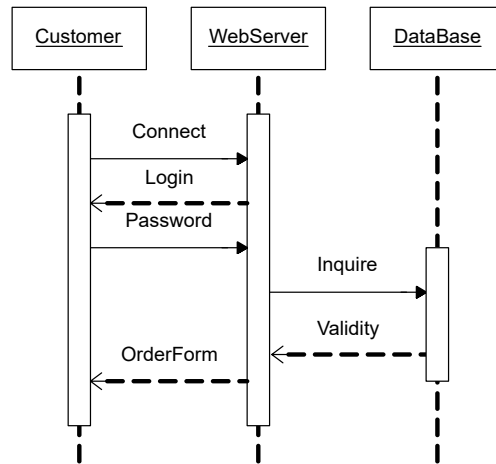 Customer
WebServer
DataBase
Connect
Login
Password
Inquire
Validity
OrderForm